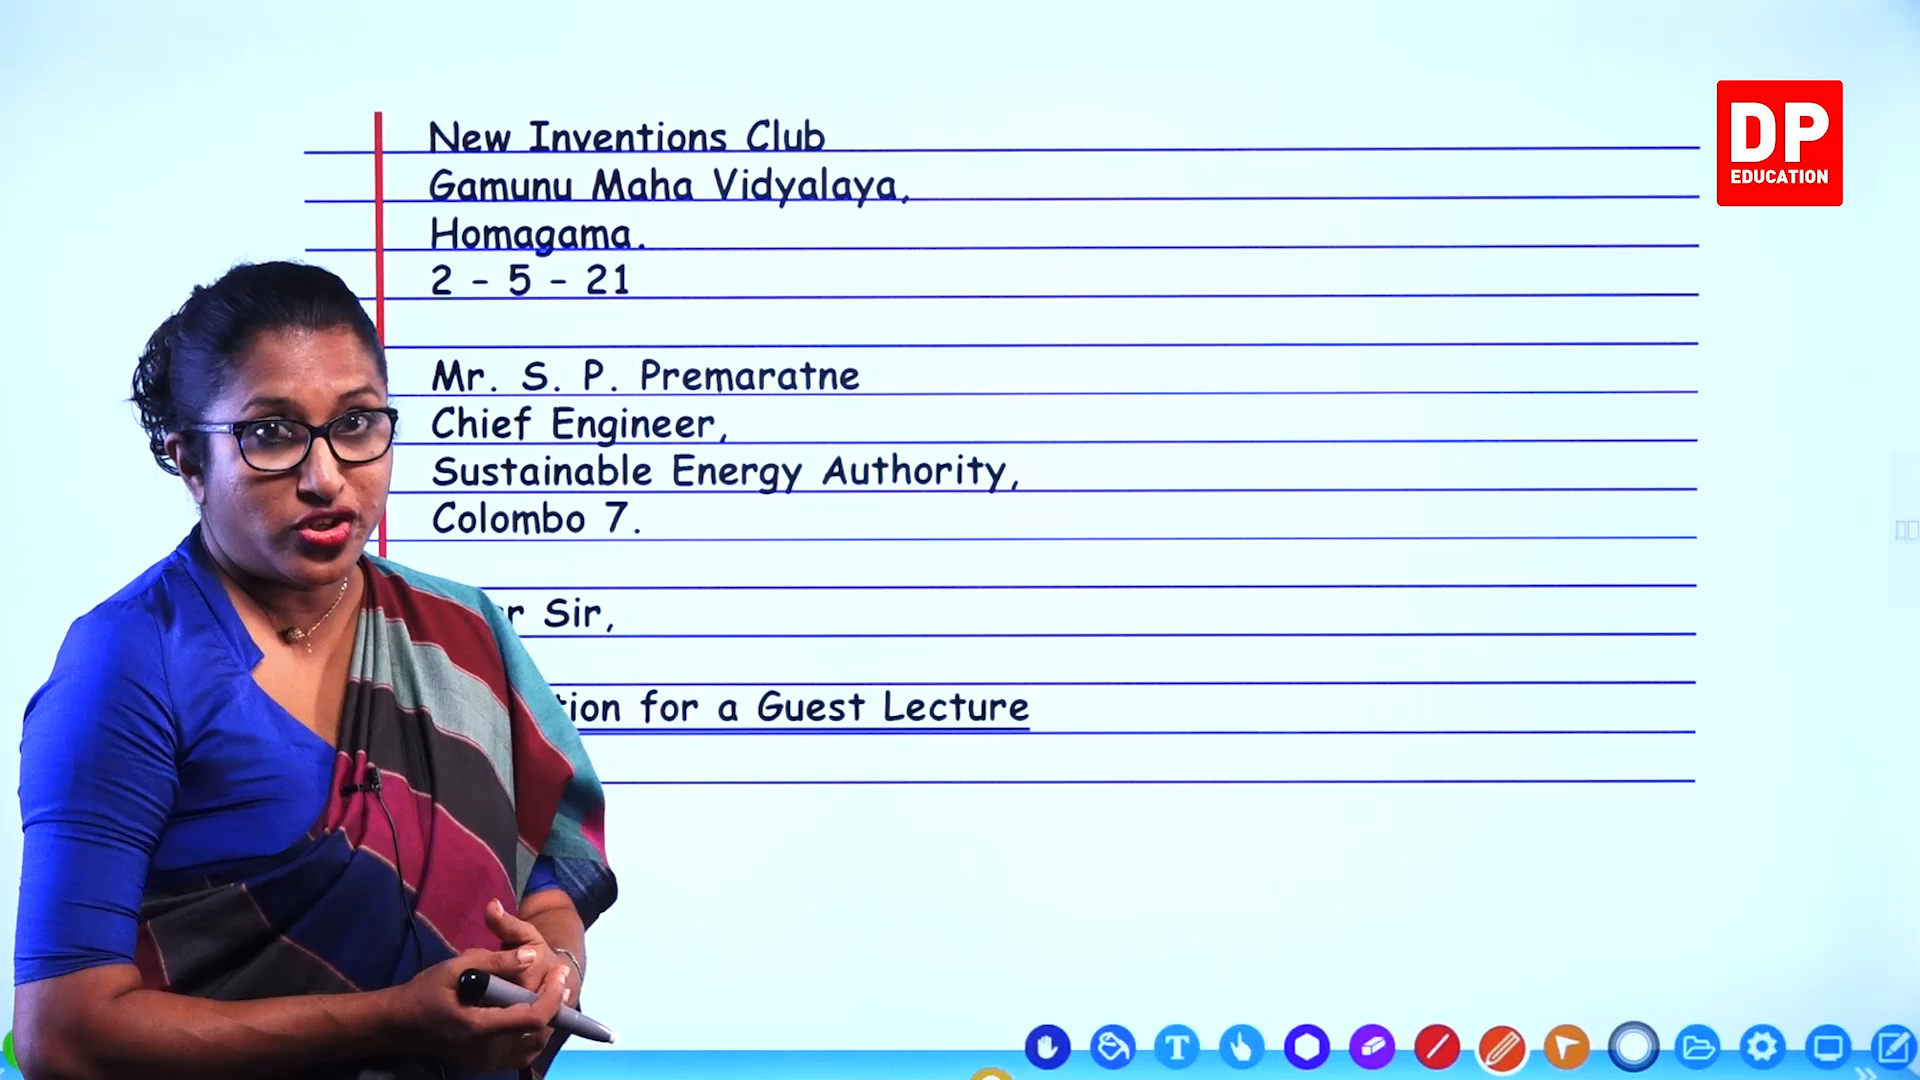 New Inventions Club
Gamunu Maha Vidyalaya,
Homagama.
2 - 5 - 21
Mr. S. P. Premaratne
Chief Engineer,
Sustainable Energy Authority,
Colombo 7.
Sir,
for a Guest Lecture
DP
EDUCATION
T